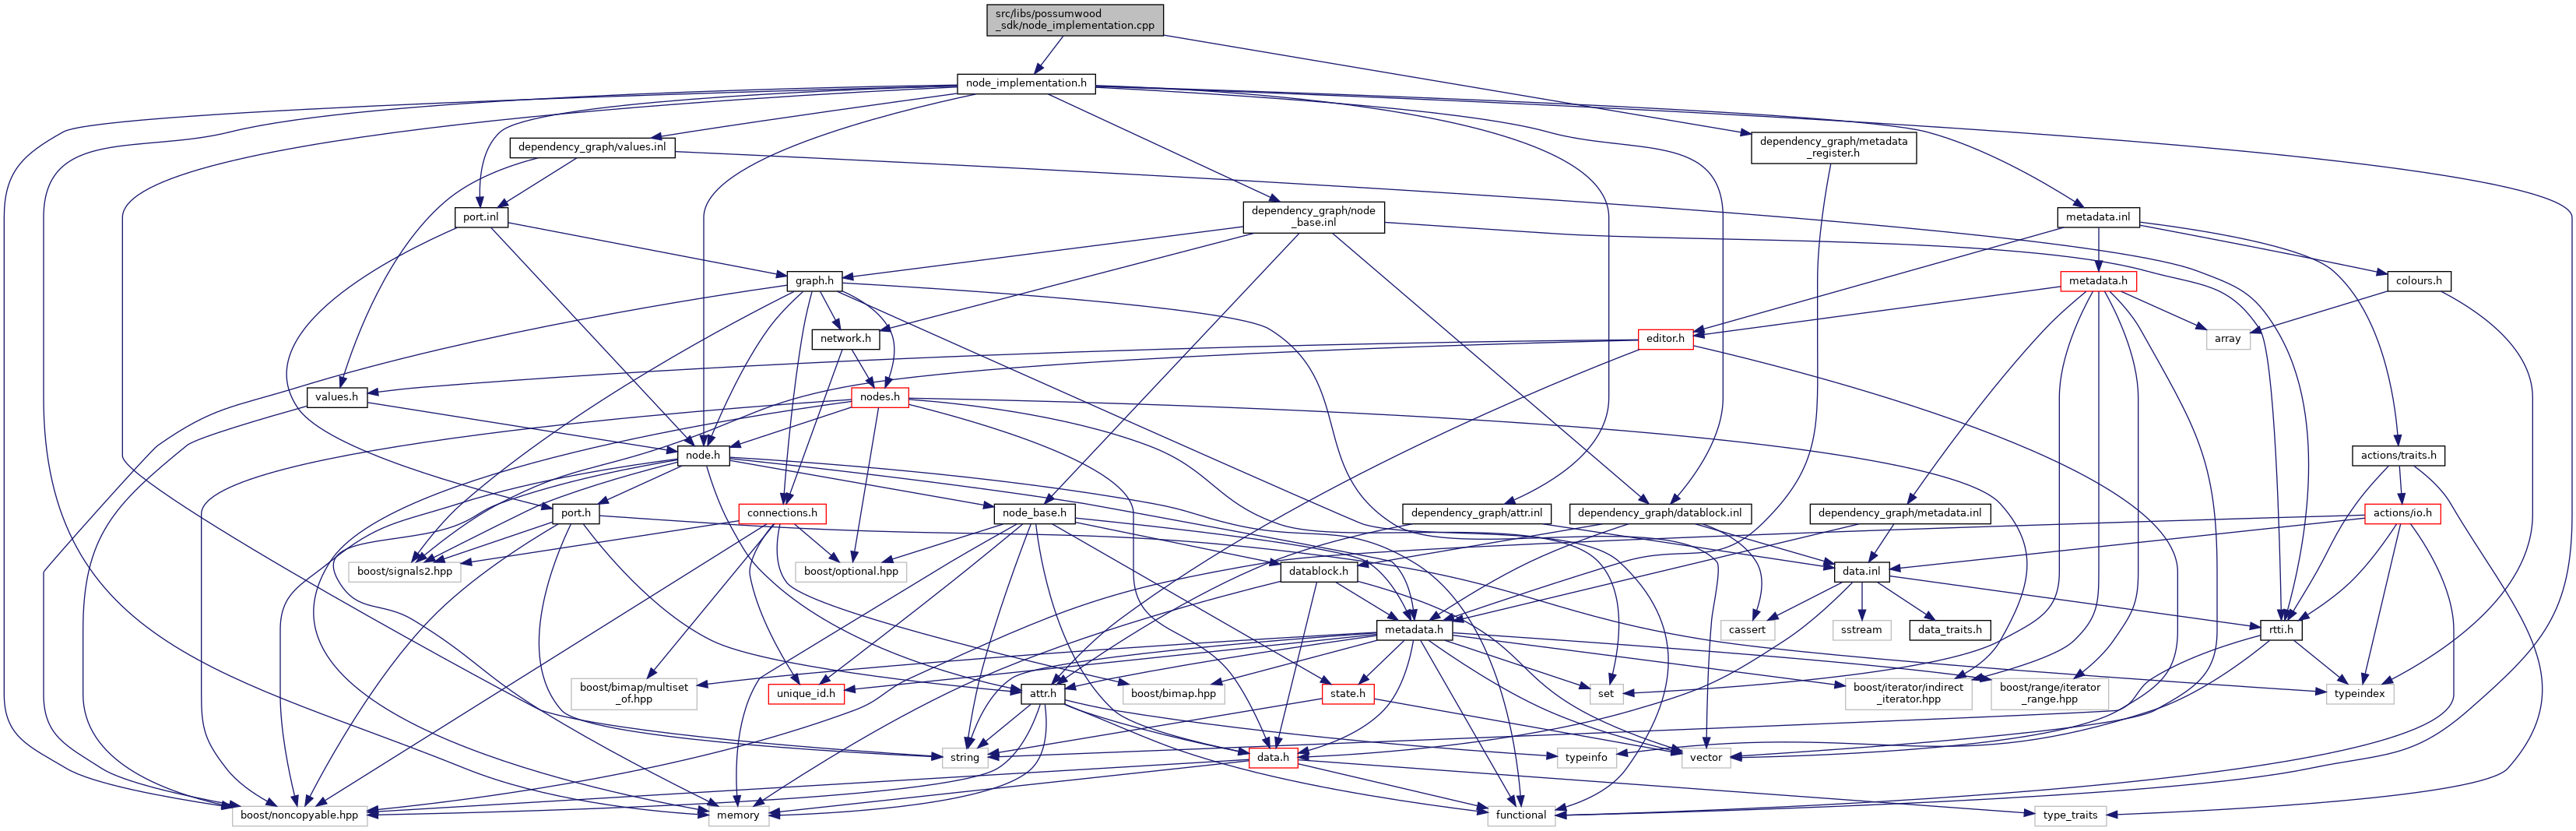 src/libs/possumwood
_sdk/node_implementation.cpp
node_implementation.h
dependency_graph/values.inl
dependency_graph/metadata
_register.h
port.inl
dependency_graph/node
_base.inl
metadata.inl
graph.h
metadata.h
colours.h
network.h
editor.h
array
values.h
nodes.h
node.h
actions/traits.h
port.h
connections.h
node_base.h
dependency_graph/attr.inl
dependency_graph/datablock.inl
dependency_graph/metadata.inl
actions/io.h
boost/signals2.hpp
boost/optional.hpp
datablock.h
data.inl
metadata.h
cassert
sstream
data_traits.h
rtti.h
boost/bimap/multiset
_of.hpp
unique_id.h
attr.h
boost/bimap.hpp
state.h
set
boost/iterator/indirect
_iterator.hpp
boost/range/iterator
_range.hpp
typeindex
string
data.h
typeinfo
vector
boost/noncopyable.hpp
memory
functional
type_traits